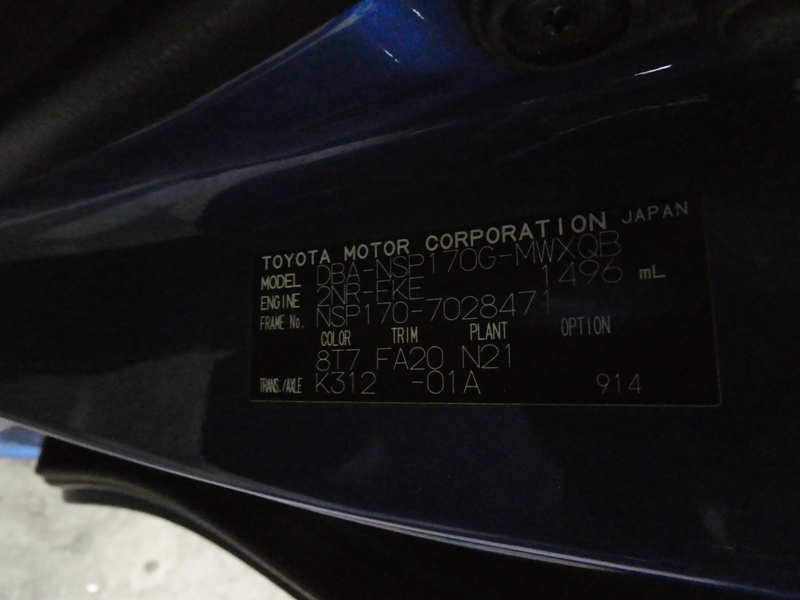 TOYOTA MOTOR CORPORATION JAPAN
MODEL DBA-NSP170G-MWXQB
ENGINE 2NR-FKE 1496 mL
FRAME No. NSP170-7028471
COLOR TRIM PLANT OPTION
8T7 FA20 N21
TRANS./AXLE K312 -01A 914